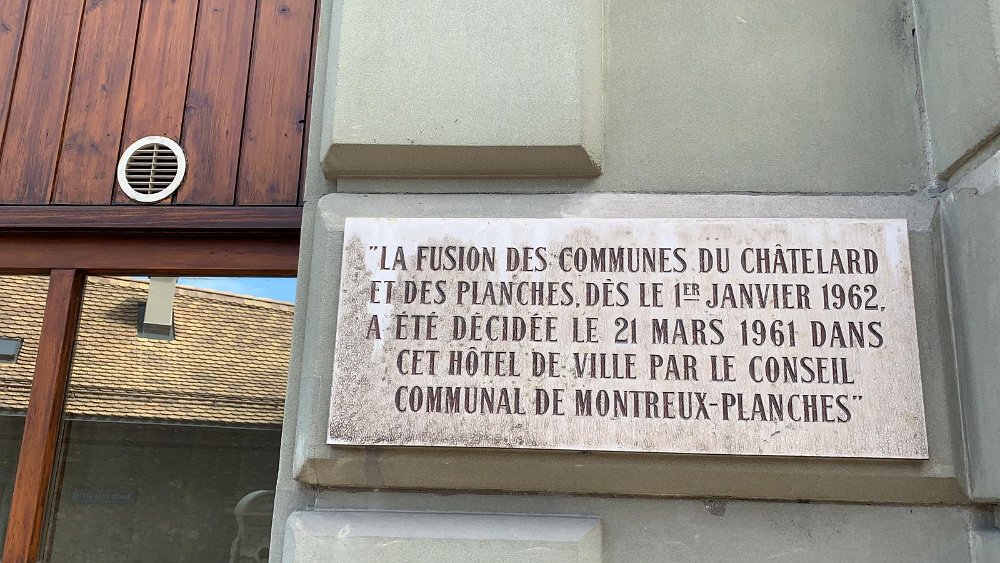 "LA FUSION DES COMMUNES DU CHÂTELARD
ET DES PLANCHES, DÈS LE 1ER JANVIER 1962,
A ÉTÉ DÉCIDÉE LE 21 MARS 1961 DANS
CET HÔTEL DE VILLE PAR LE CONSEIL
COMMUNAL DE MONTREUX-PLANCHES"